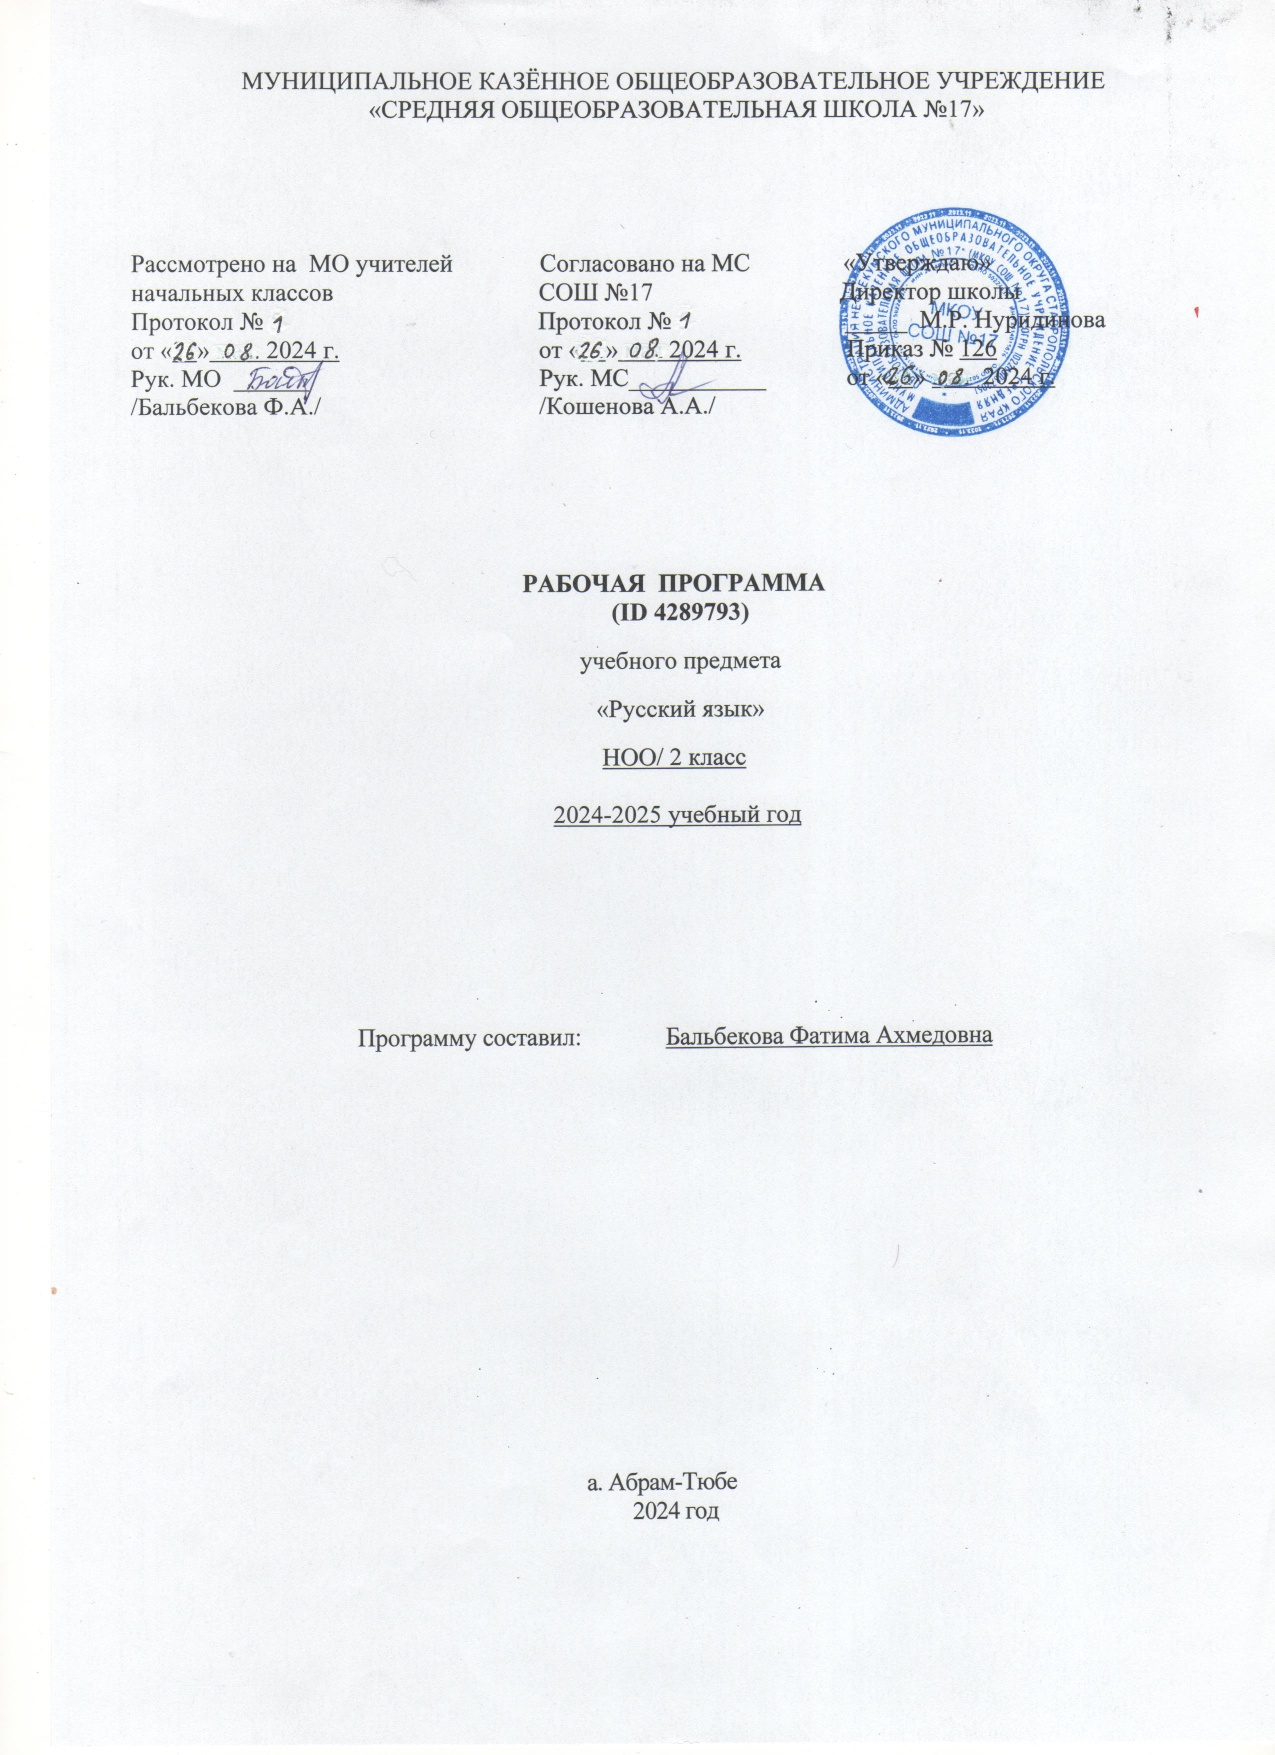 МУНИЦИПАЛЬНОЕ КАЗЁННОЕ ОБЩЕОБРАЗОВАТЕЛЬНОЕ УЧРЕЖДЕНИЕ
«СРЕДНЯЯ ОБЩЕОБРАЗОВАТЕЛЬНАЯ ШКОЛА №17»
Рассмотрено на МО учителей
начальных классов
Протокол № 1
от «26» 08. 2024 г.
Рук. МО
/Бальбекова Ф.А./
Согласовано на МС
СОШ №17
Протокол № 1
от «26» 08. 2024 г.
Рук. МС
/Кошенова А.А./
«Утверждаю»
Директор школы
М.Р. Нуридинова
Приказ № 126
от «26» 08 2024 г.
МКОУ
СОШ №17
РАБОЧАЯ ПРОГРАММА
(ID 4289793)
учебного предмета
«Русский язык»
НОО/ 2 класс
2024-2025 учебный год
Программу составил: Бальбекова Фатима Ахмедовна
а. Абрам-Тюбе
2024 год